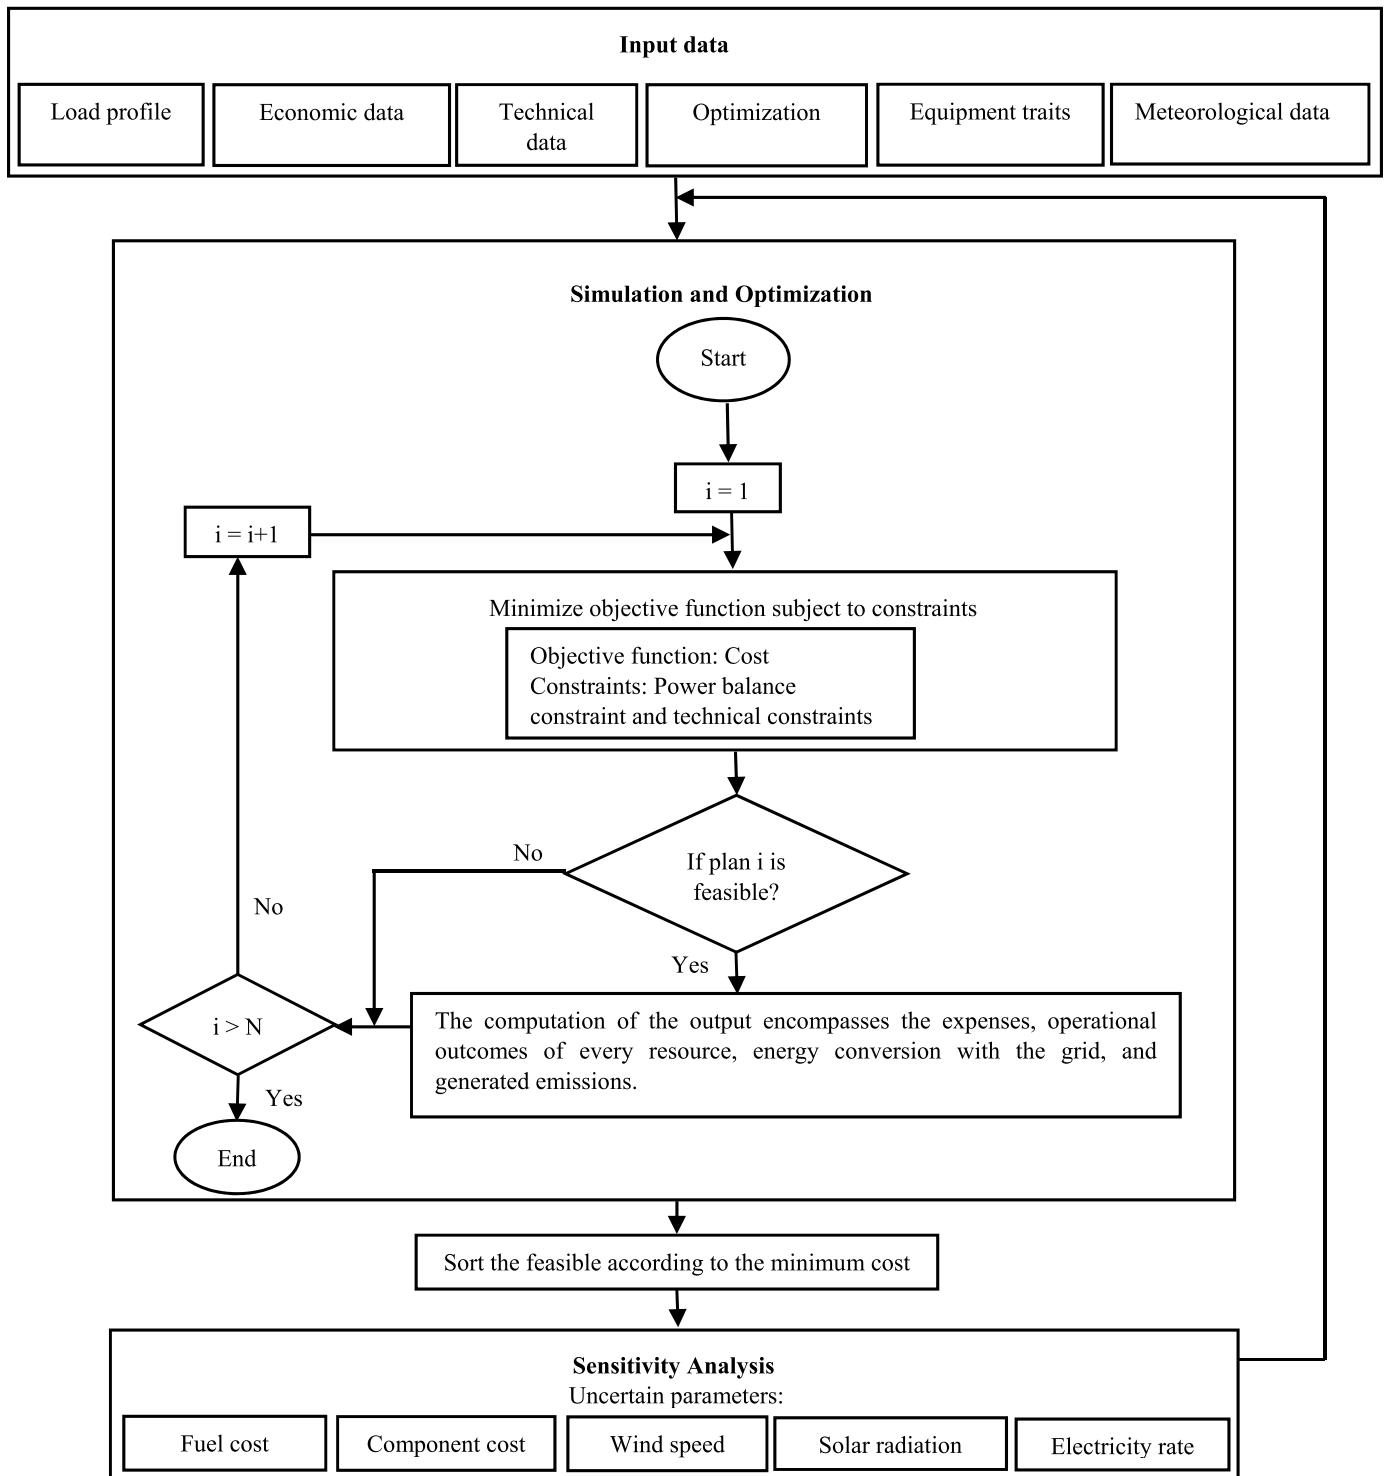 Input data
Load profile
Economic data
Technical
data
Optimization
Equipment traits
Meteorological data
Simulation and Optimization
Start
i = 1
i = i+1
Minimize objective function subject to constraints
Objective function: Cost
Constraints: Power balance
constraint and technical constraints
No
If plan i is
feasible?
No
Yes
i > N
The computation of the output encompasses the expenses, operational
outcomes of every resource, energy conversion with the grid, and
generated emissions.
Yes
End
Sort the feasible according to the minimum cost
Sensitivity Analysis
Uncertain parameters:
Fuel cost
Component cost
Wind speed
Solar radiation
Electricity rate